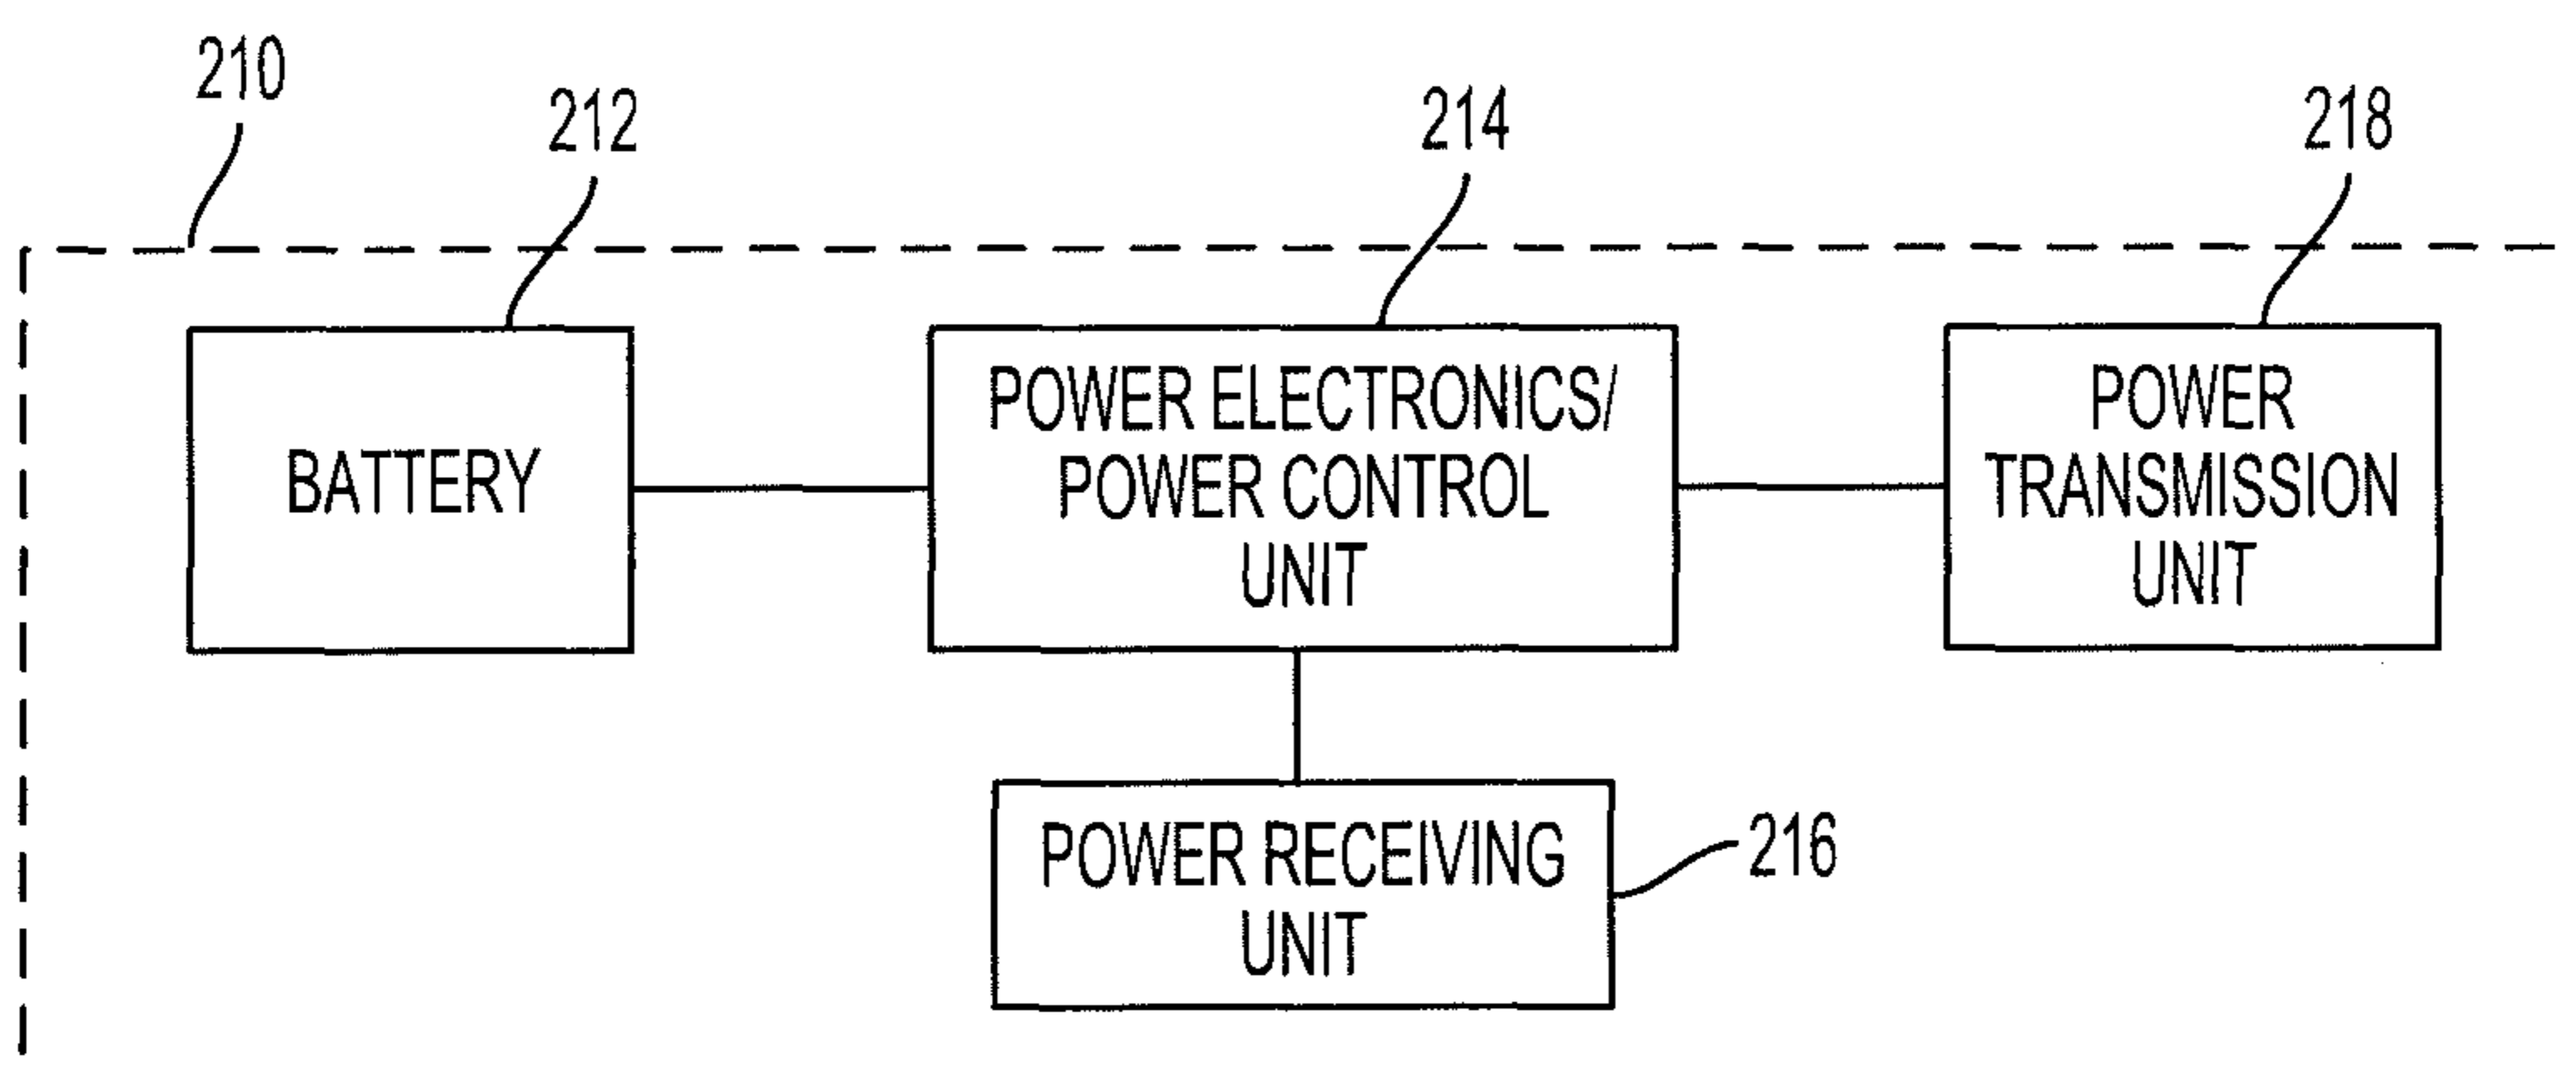 210
212
214
218
BATTERY
POWER ELECTRONICS/
POWER CONTROL
UNIT
POWER
TRANSMISSION
UNIT
POWER RECEIVING
UNIT
216